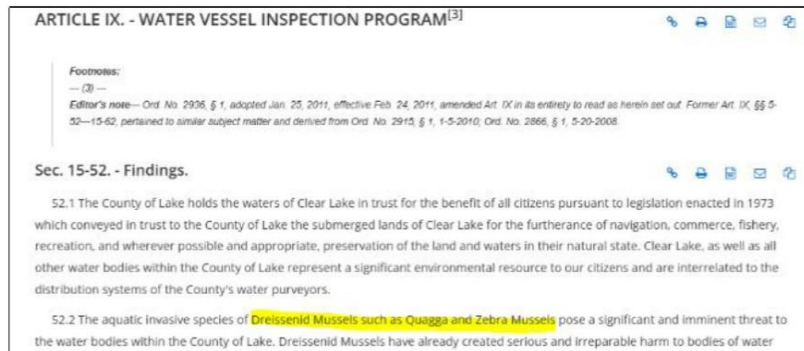 ARTICLE IX. - WATER VESSEL INSPECTION PROGRAM[3]
Footnotes:
— (3) —
Editor's note— Ord. No. 2936, § 1, adopted Jan. 25, 2011, effective Feb. 24, 2011, amended Art. IX in its entirety to read as herein set out. Former Art. IX, §§ 5-
52—15-62, pertained to similar subject matter and derived from Ord. No. 2915, § 1, 1-5-2010; Ord. No. 2866, § 1, 5-20-2008.
Sec. 15-52. - Findings.
52.1 The County of Lake holds the waters of Clear Lake in trust for the benefit of all citizens pursuant to legislation enacted in 1973
which conveyed in trust to the County of Lake the submerged lands of Clear Lake for the furtherance of navigation, commerce, fishery,
recreation, and wherever possible and appropriate, preservation of the land and waters in their natural state. Clear Lake, as well as all
other water bodies within the County of Lake represent a significant environmental resource to our citizens and are interrelated to the
distribution systems of the County's water purveyors.
52.2 The aquatic invasive species of Dreissenid Mussels such as Quagga and Zebra Mussels pose a significant and imminent threat to
the water bodies within the County of Lake. Dreissenid Mussels have already created serious and irreparable harm to bodies of water